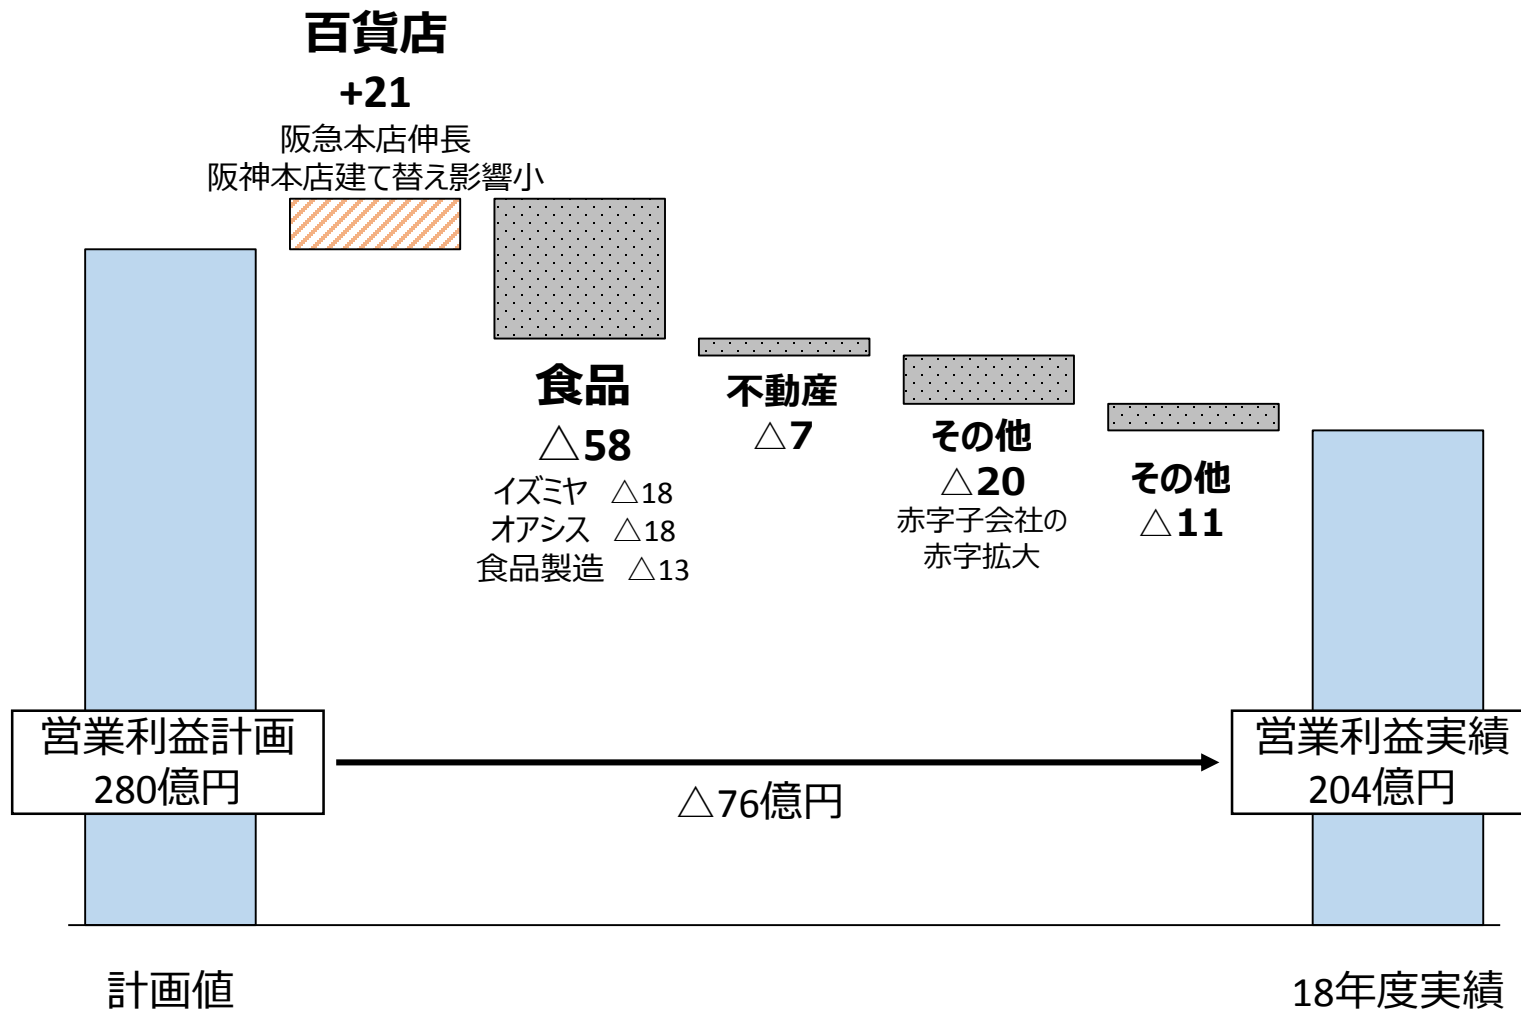 百貨店
+21
阪急本店伸長
阪神本店建て替え影響小
食品
△58
イズミヤ △18
オアシス △18
食品製造 △13
不動産
△7
その他
△20
赤字子会社の
赤字拡大
その他
△11
営業利益計画
280億円
△76億円
営業利益実績
204億円
計画値
18年度実績